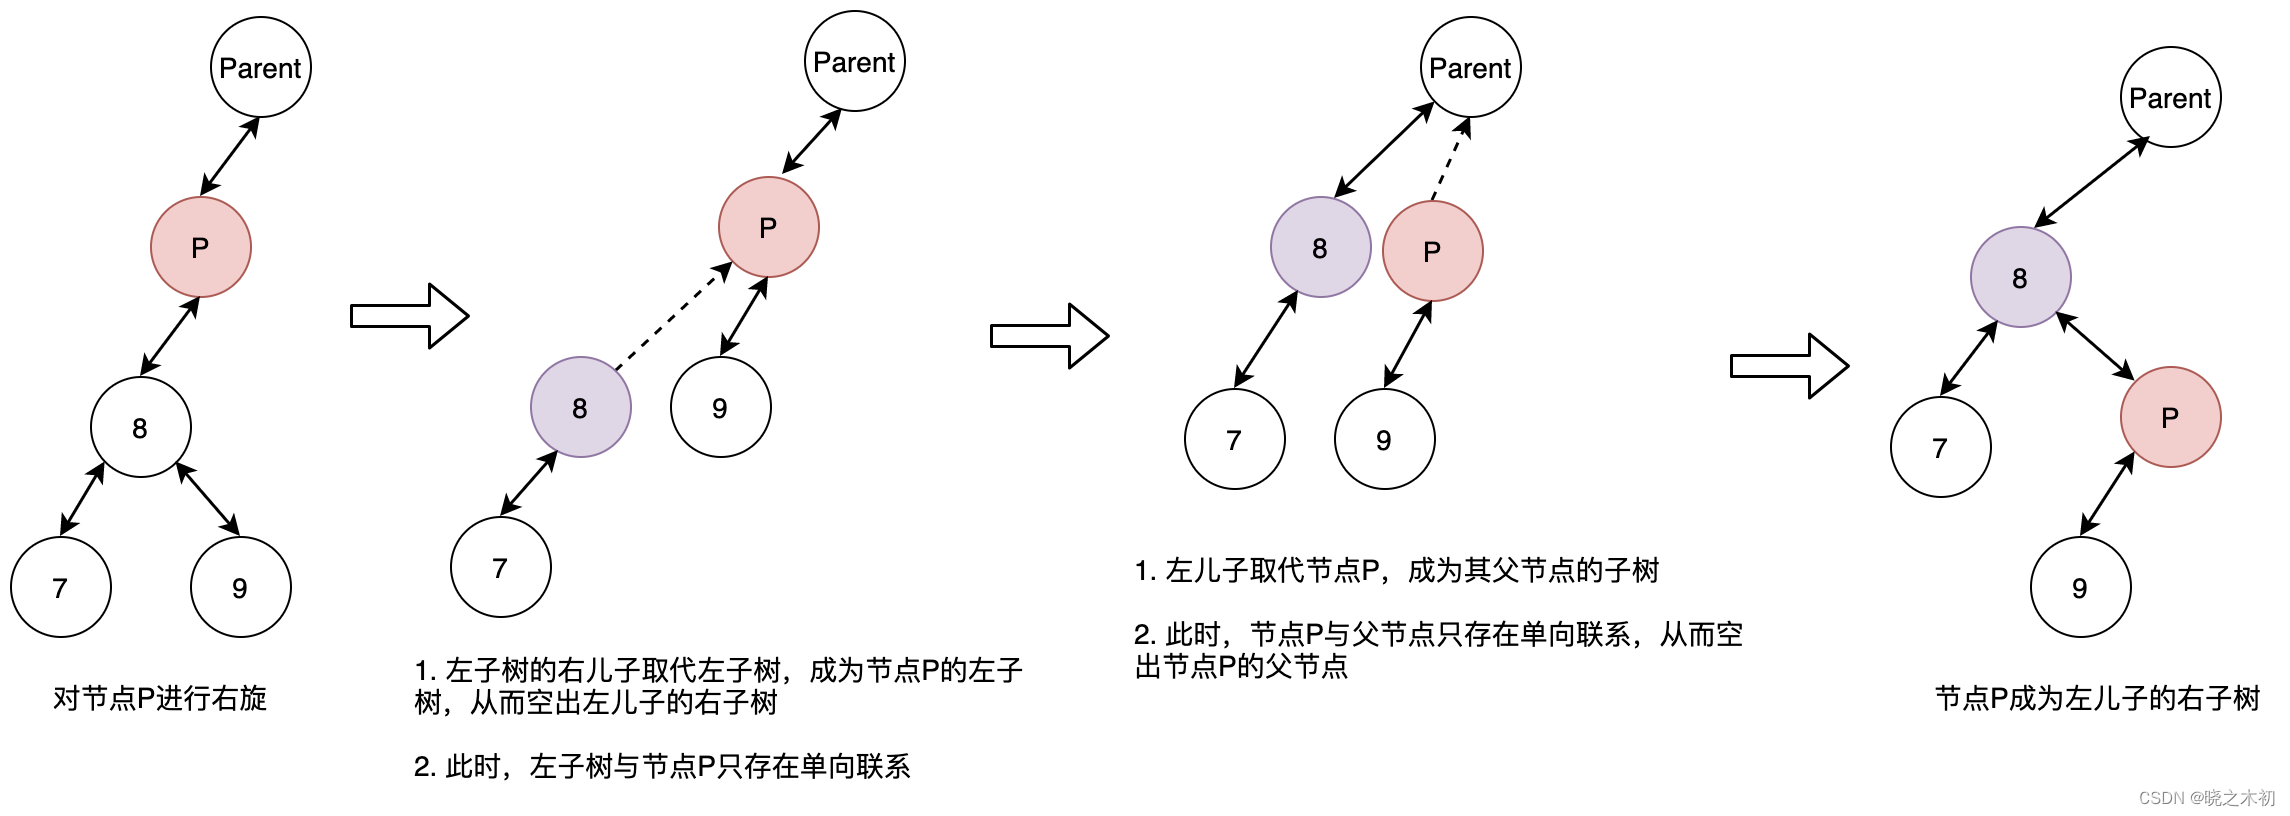 Parent
P
8
7
9
对节点P进行右旋
Parent
P
8
9
7
1. 左子树的右儿子取代左子树，成为节点P的左子
树，从而空出左儿子的右子树
2. 此时，左子树与节点P只存在单向联系
Parent
8
P
7
9
1. 左儿子取代节点P，成为其父节点的子树
2. 此时，节点P与父节点只存在单向联系，从而空
出节点P的父节点
Parent
8
P
7
9
节点P成为左儿子的右子树
CSDN @晓之木初